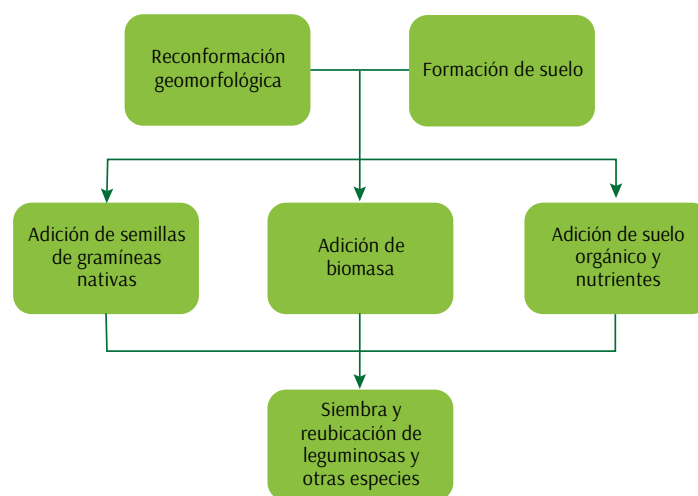 Reconformación
geomorfológica
Formación de suelo
Adición de semillas
de gramíneas
nativas
Adición de
biomasa
Adición de suelo
orgánico y
nutrientes
Siembra y
reubicación de
leguminosas y
otras especies